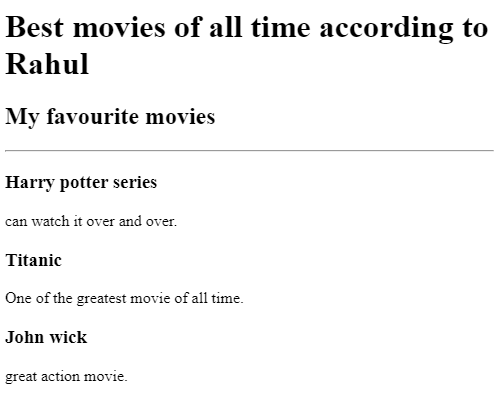 Best movies of all time according to
Rahul
My favourite movies
Harry potter series
can watch it over and over.
Titanic
One of the greatest movie of all time.
John wick
great action movie.